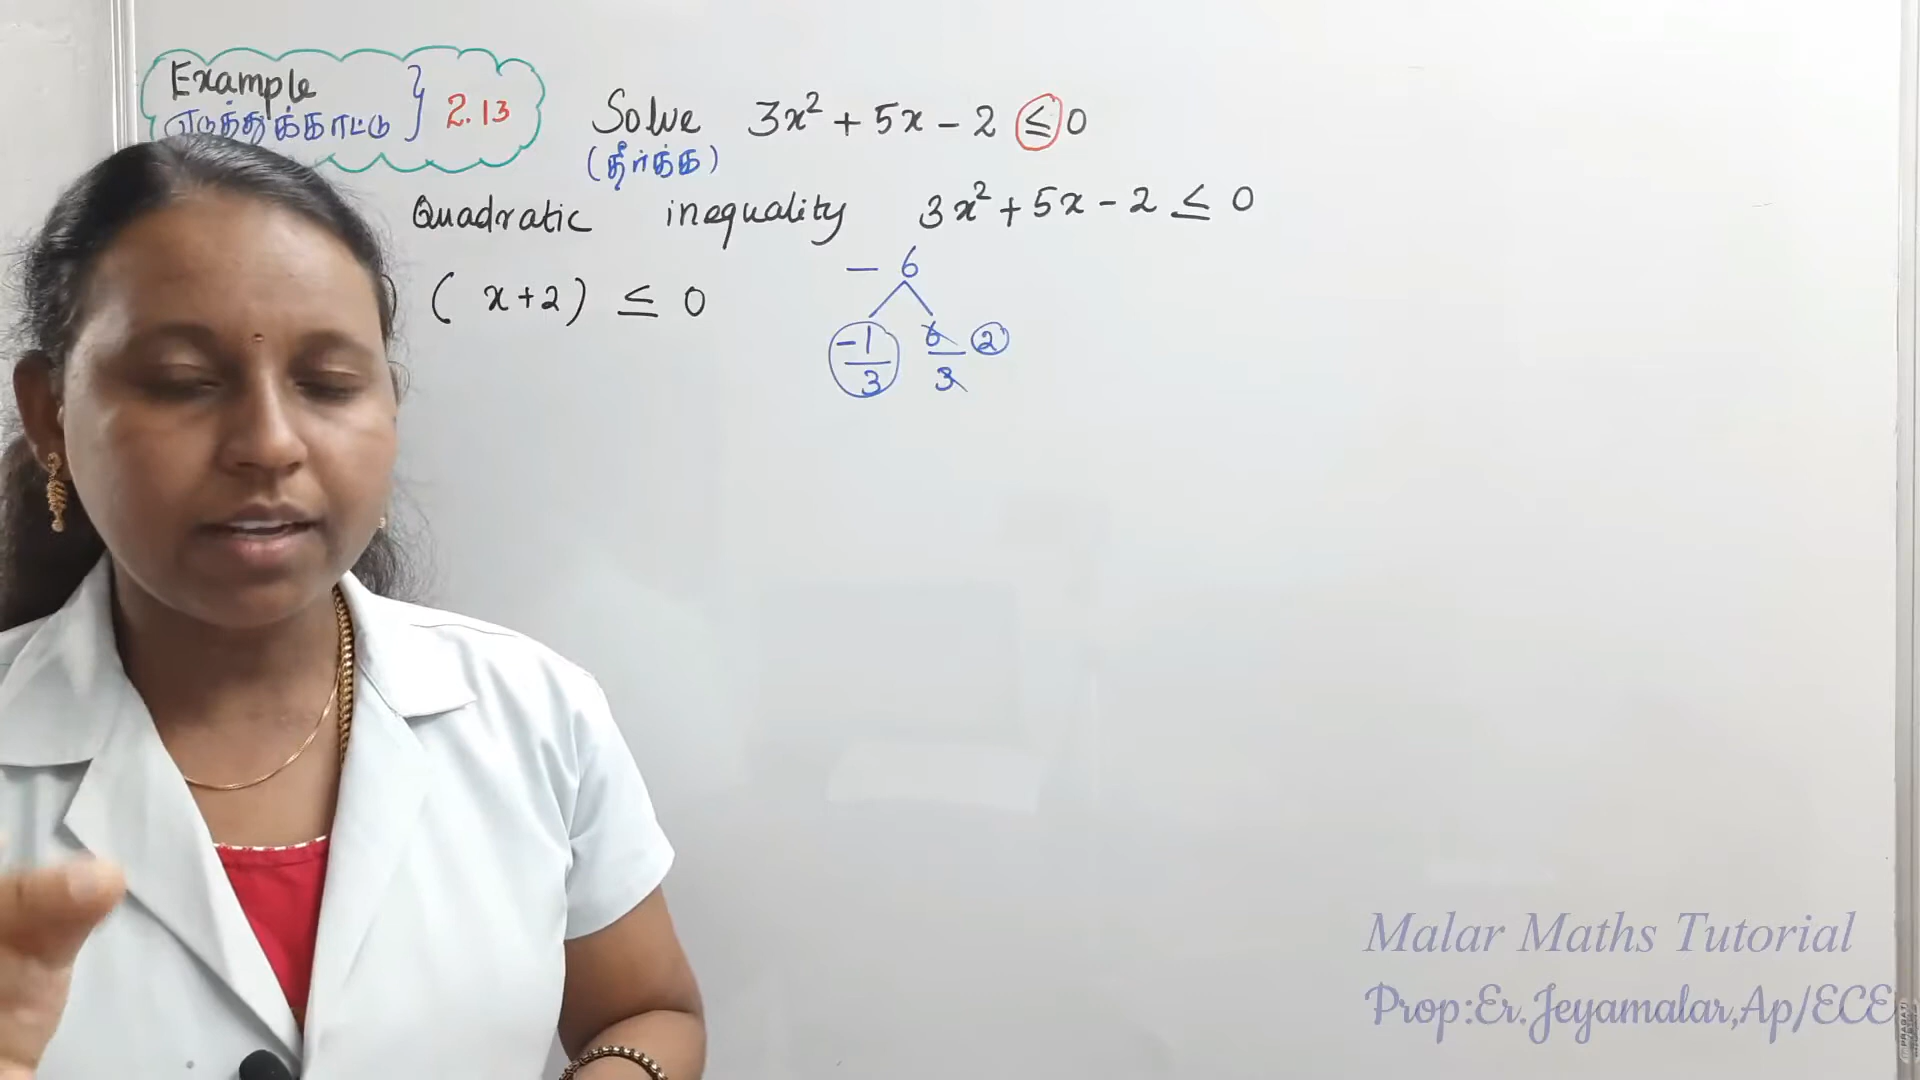 Example
எடுத்துக்காட்டு } 2.13
Solve 3x² + 5x - 2 ≤ 0
(தீர்க்க)
Quadratic inequality 3x² + 5x - 2 ≤ 0
) (x+2) ≤ 0
- 6
-1/3 6/3 2
Malar Maths Tutorial
Prop:Er.Jeyamalar,Ap/ECE